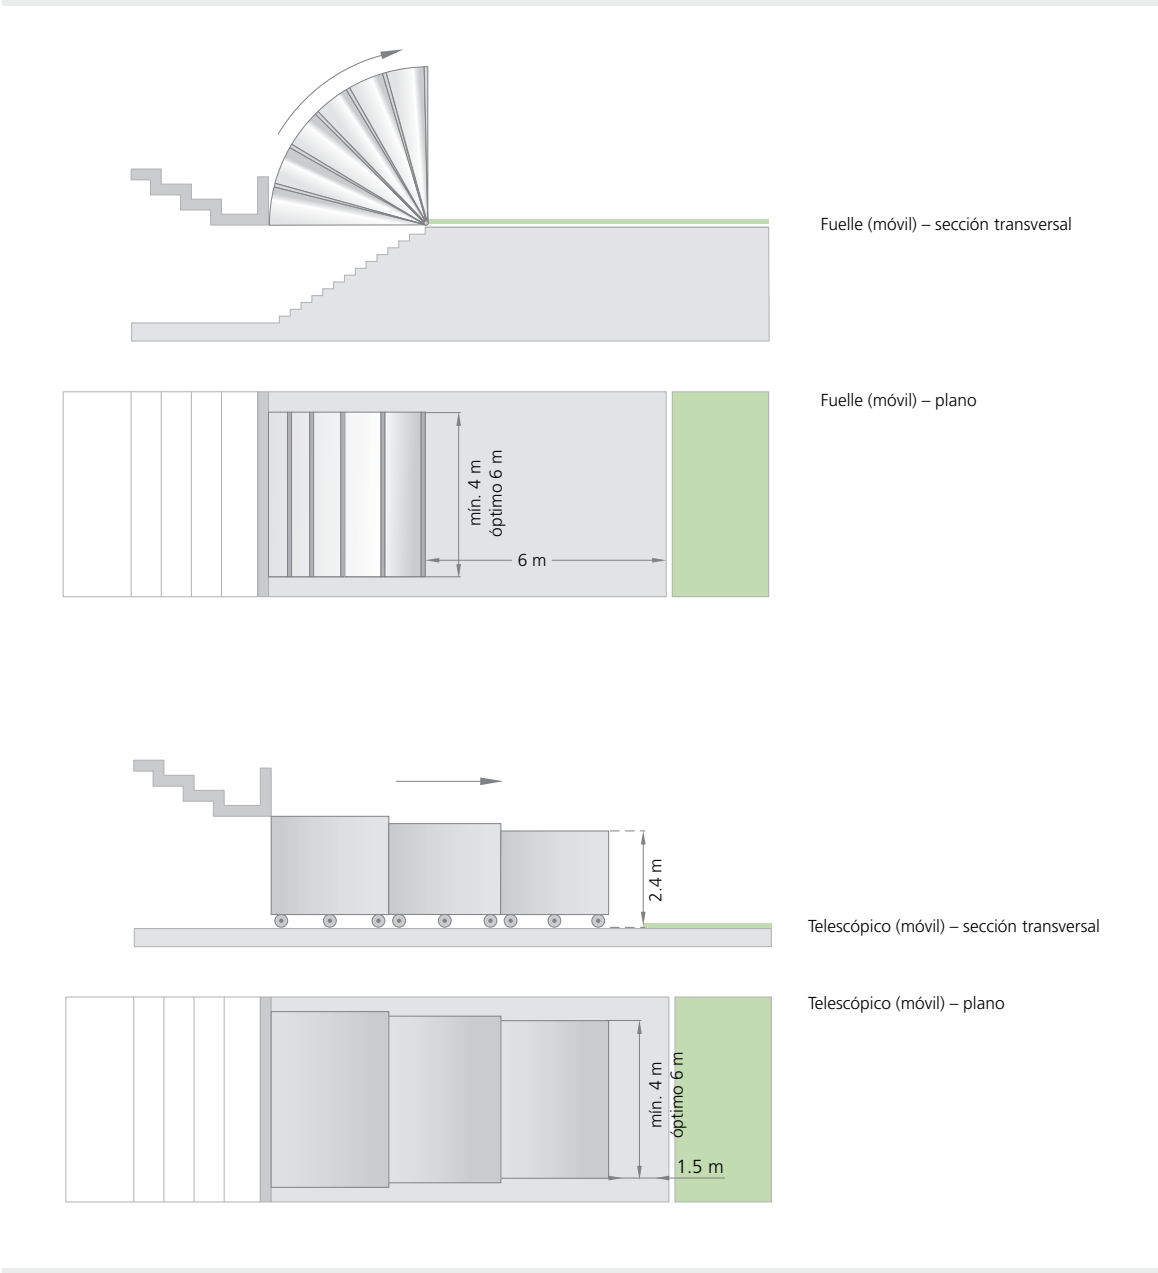 Fuelle (móvil) – sección transversal
Fuelle (móvil) – plano
mín. 4 m
óptimo 6 m
6 m
2.4 m
Telescópico (móvil) – sección transversal
Telescópico (móvil) – plano
mín. 4 m
óptimo 6 m
1.5 m